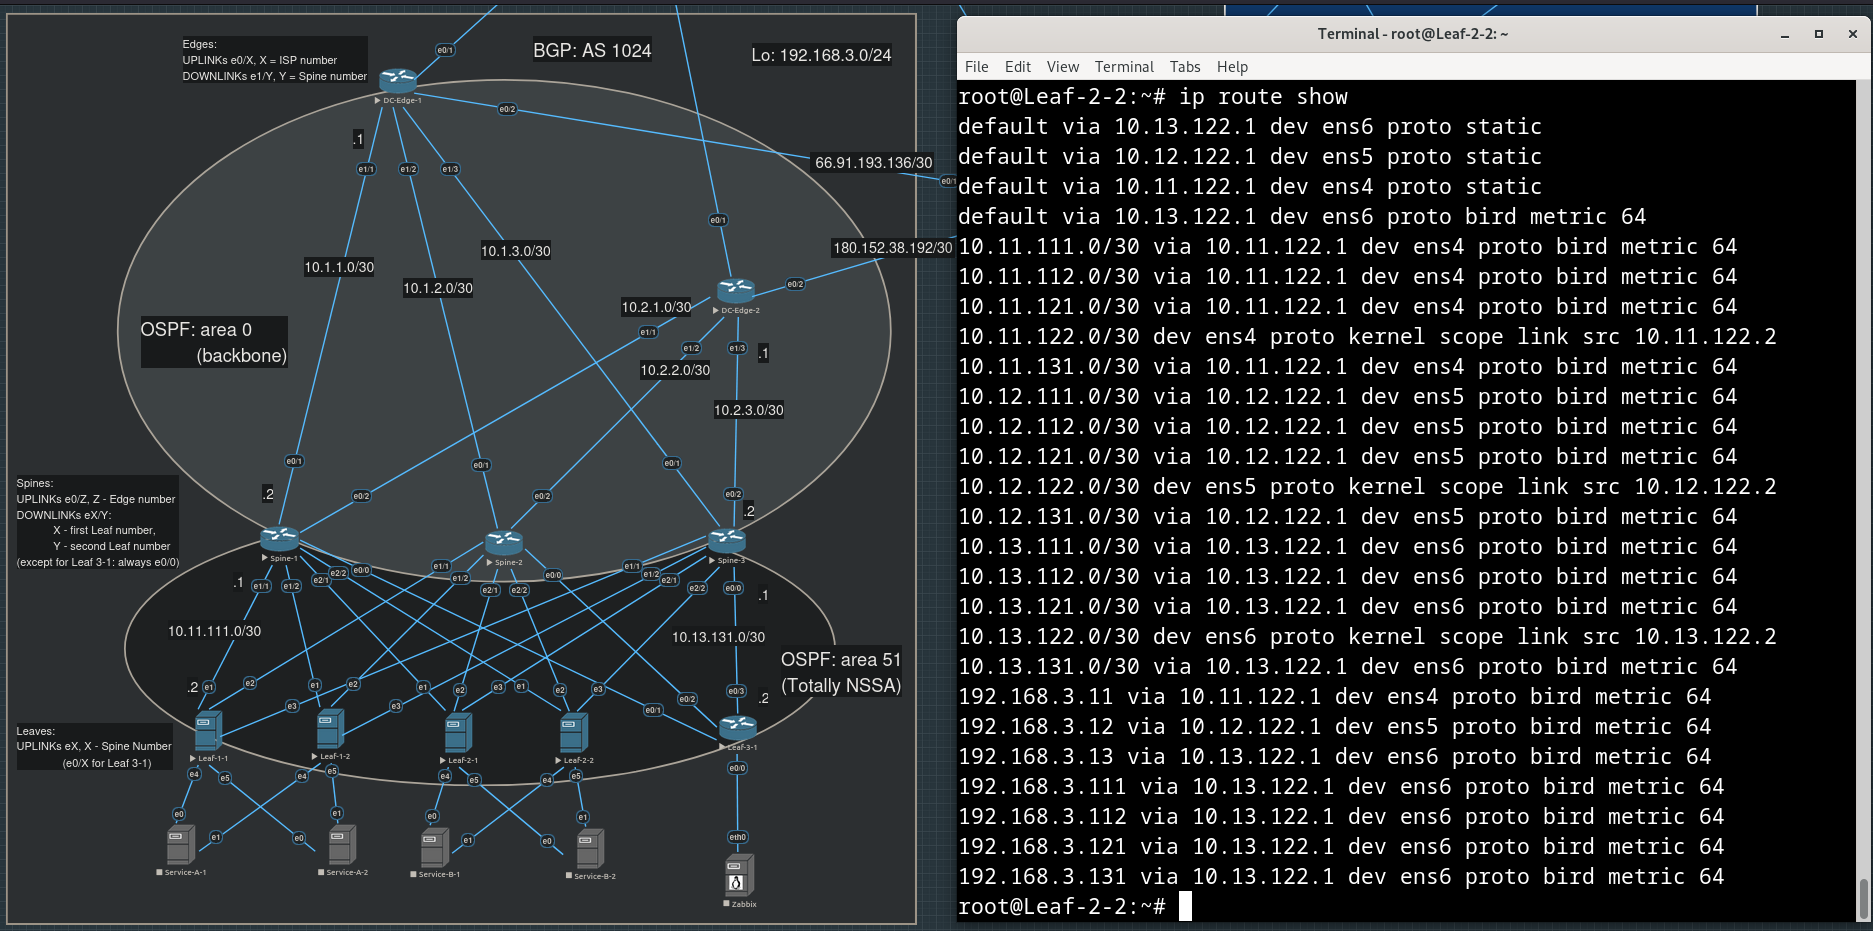 Edges:
UPLINKs e0/X, X = ISP number
DOWNLINKs e1/Y, Y = Spine number
e0/1
BGP: AS 1024
Lo: 192.168.3.0/24
DC-Edge-1
e0/2
.1
e1/1
e1/2
e1/3
66.91.193.136/30
e0/1
e0/1
10.1.1.0/30
10.1.2.0/30
10.1.3.0/30
180.152.38.192/30
e0/2
DC-Edge-2
10.2.1.0/30
e1/1
e1/2
e1/3
.1
OSPF: area 0
(backbone)
10.2.2.0/30
10.2.3.0/30
e0/1
e0/1
e0/1
.2
e0/2
e0/2
e0/2
.2
Spines:
UPLINKs e0/Z, Z - Edge number
DOWNLINKs eX/Y:
X - first Leaf number,
Y - second Leaf number
(except for Leaf 3-1: always e0/0)
Spine-1
Spine-2
Spine-3
.1
e1/1
e1/2
e2/1
e2/2
e0/0
e1/1
e1/2
e2/1
e2/2
e0/0
e1/1
e1/2
e2/1
e2/2
e0/0
.1
10.11.111.0/30
10.13.131.0/30
OSPF: area 51
(Totally NSSA)
.2
e1
e2
e3
e1
e2
e3
e1
e2
e3
e1
e2
e3
e0/1
e0/2
e0/3
.2
Leaves:
UPLINKs eX, X - Spine Number
(e0/X for Leaf 3-1)
Leaf-1-1
Leaf-1-2
Leaf-2-1
Leaf-2-2
Leaf-3-1
e4
e5
e4
e5
e4
e5
e4
e5
e0/0
e0
e1
e0
e1
e0
e1
e0
e1
eth0
Service-A-1
Service-A-2
Service-B-1
Service-B-2
Zabbix
Terminal - root@Leaf-2-2: ~
File Edit View Terminal Tabs Help
root@Leaf-2-2:~# ip route show
default via 10.13.122.1 dev ens6 proto static
default via 10.12.122.1 dev ens5 proto static
default via 10.11.122.1 dev ens4 proto static
default via 10.13.122.1 dev ens6 proto bird metric 64
10.11.111.0/30 via 10.11.122.1 dev ens4 proto bird metric 64
10.11.112.0/30 via 10.11.122.1 dev ens4 proto bird metric 64
10.11.121.0/30 via 10.11.122.1 dev ens4 proto bird metric 64
10.11.122.0/30 dev ens4 proto kernel scope link src 10.11.122.2
10.11.131.0/30 via 10.11.122.1 dev ens4 proto bird metric 64
10.12.111.0/30 via 10.12.122.1 dev ens5 proto bird metric 64
10.12.112.0/30 via 10.12.122.1 dev ens5 proto bird metric 64
10.12.121.0/30 via 10.12.122.1 dev ens5 proto bird metric 64
10.12.122.0/30 dev ens5 proto kernel scope link src 10.12.122.2
10.12.131.0/30 via 10.12.122.1 dev ens5 proto bird metric 64
10.13.111.0/30 via 10.13.122.1 dev ens6 proto bird metric 64
10.13.112.0/30 via 10.13.122.1 dev ens6 proto bird metric 64
10.13.121.0/30 via 10.13.122.1 dev ens6 proto bird metric 64
10.13.122.0/30 dev ens6 proto kernel scope link src 10.13.122.2
10.13.131.0/30 via 10.13.122.1 dev ens6 proto bird metric 64
192.168.3.11 via 10.11.122.1 dev ens4 proto bird metric 64
192.168.3.12 via 10.12.122.1 dev ens5 proto bird metric 64
192.168.3.13 via 10.13.122.1 dev ens6 proto bird metric 64
192.168.3.111 via 10.13.122.1 dev ens6 proto bird metric 64
192.168.3.112 via 10.13.122.1 dev ens6 proto bird metric 64
192.168.3.121 via 10.13.122.1 dev ens6 proto bird metric 64
192.168.3.131 via 10.13.122.1 dev ens6 proto bird metric 64
root@Leaf-2-2:~#